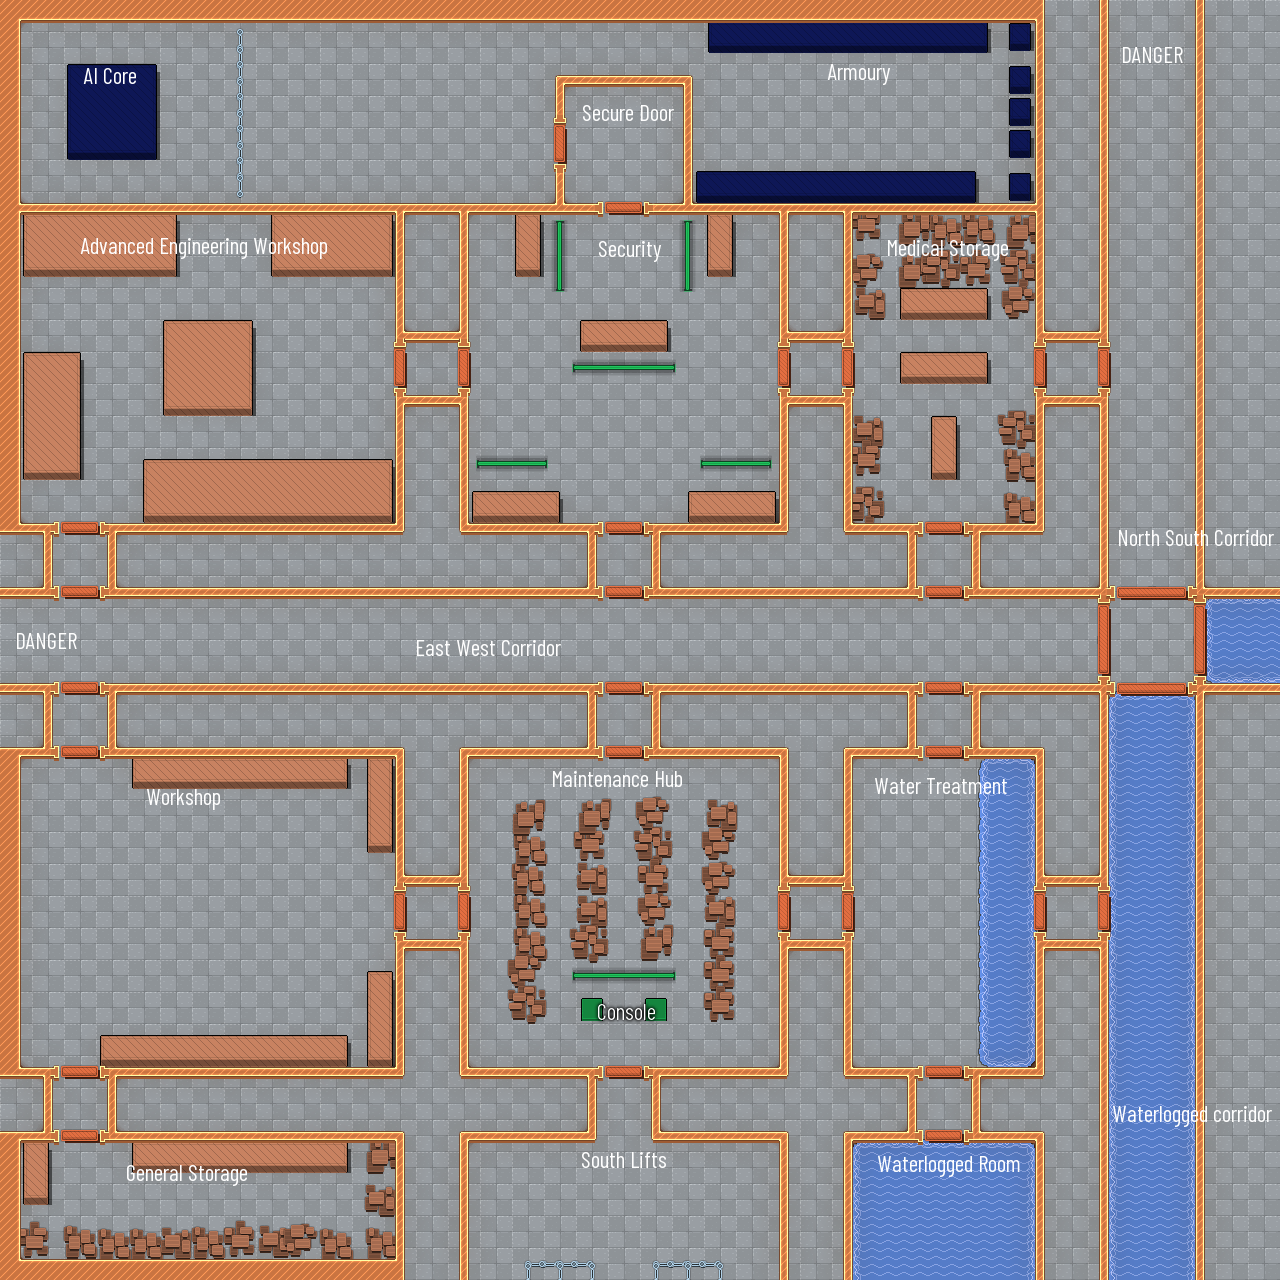 DANGER
AI Core
Armoury
Secure Door
Advanced Engineering Workshop
Security
Medical Storage
North South Corridor
DANGER
East West Corridor
Maintenance Hub
Water Treatment
Workshop
Console
Waterlogged corridor
South Lifts
Waterlogged Room
General Storage